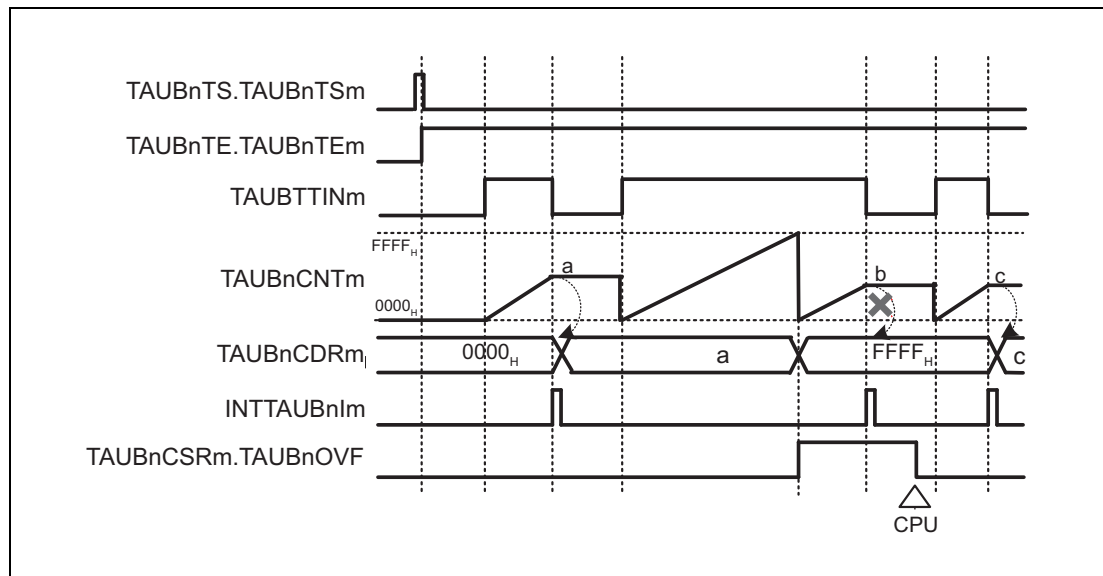 TAUBnTS.TAUBnTSm
TAUBnTE.TAUBnTEm
TAUBTTINm
FFFFH
TAUBnCNTm
a
b
c
0000H
TAUBnCDRm
0000H
a
FFFFH
c
INTTAUBnIm
TAUBnCSRm.TAUBnOVF
CPU